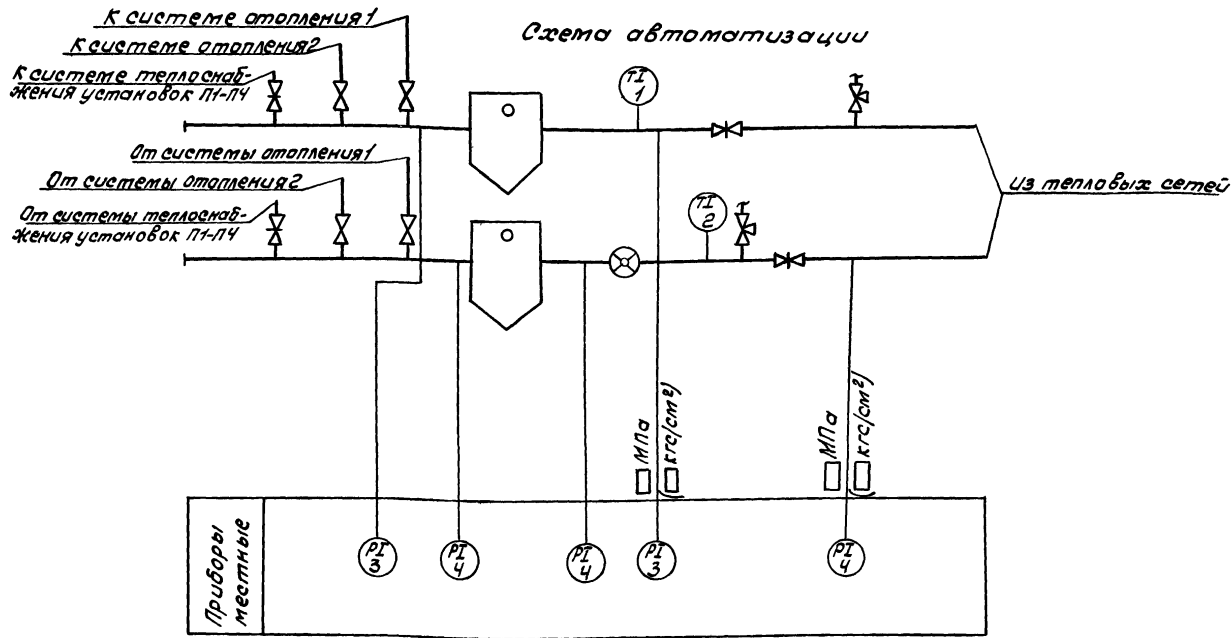 К системе отопления 1
К системе отопления 2
К системе теплоснаб-
жения установок П1-П4
Схема автоматизации
TI
1
От системы отопления 1
От системы отопления 2
От системы теплоснаб-
жения установок П1-П4
TI
2
Из тепловых сетей
МПа
кгс/см²)
МПа
кгс/см²)
Приборы
местные
PI
3
PI
4
PI
4
PI
3
PI
4